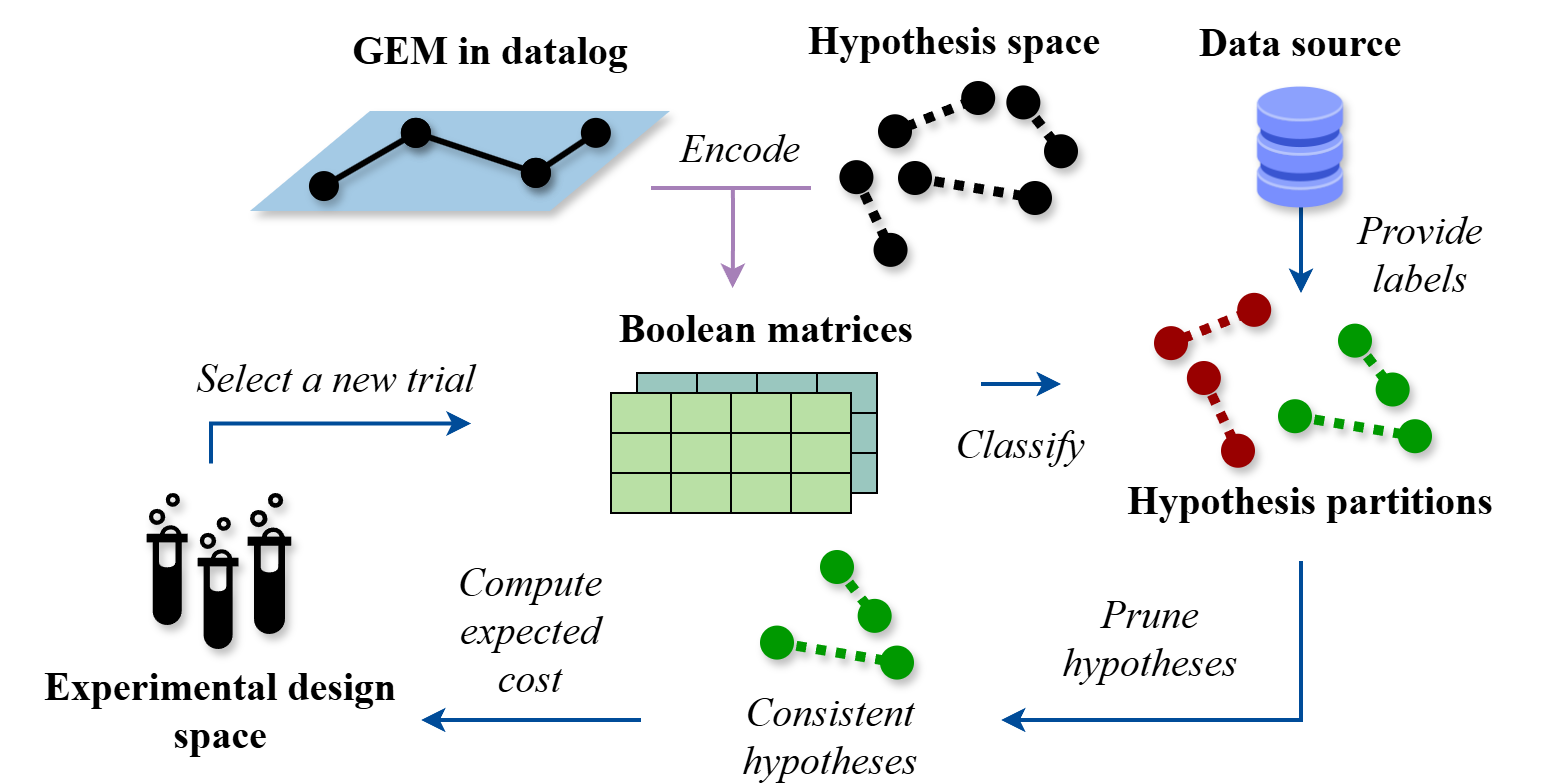 GEM in datalog
Hypothesis space
Data source
Encode
Provide
labels
Boolean matrices
Select a new trial
Classify
Hypothesis partitions
Compute
expected
cost
Prune
hypotheses
Experimental design
space
Consistent
hypotheses